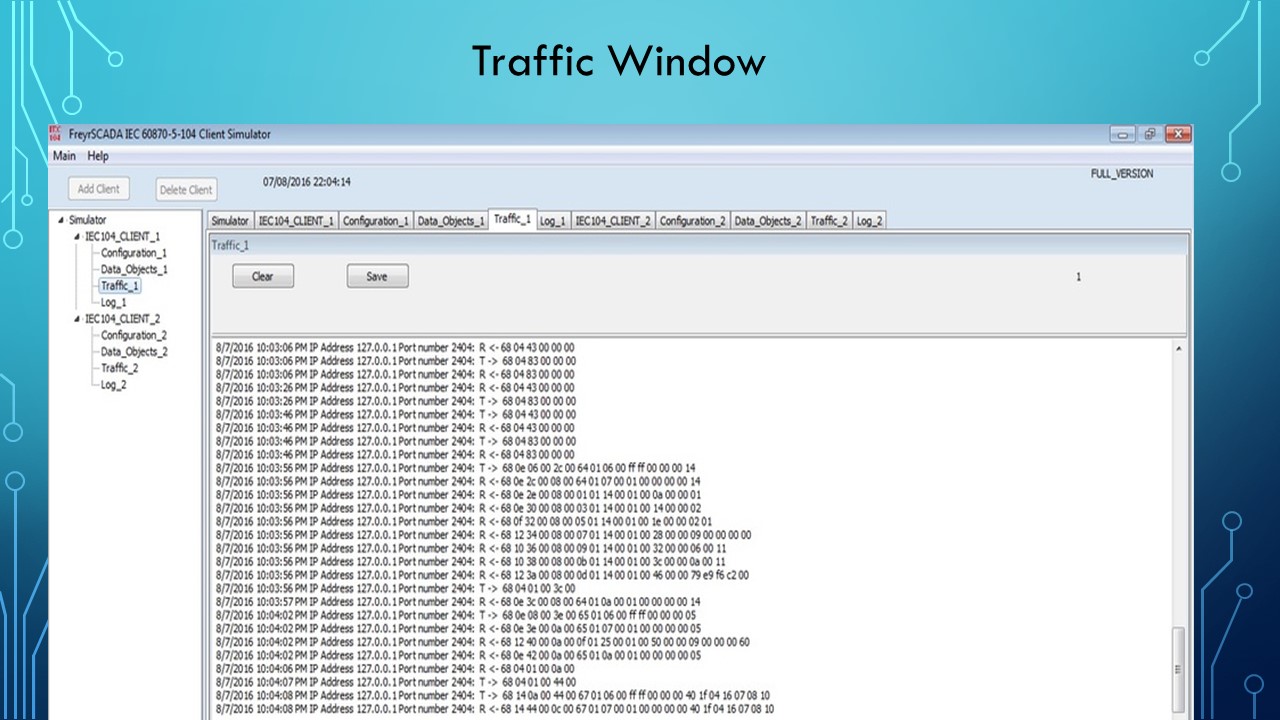 Traffic Window
IEC 104 FreyrSCADA IEC 60870-5-104 Client Simulator
Main Help
Add Client Delete Client 07/08/2016 22:04:14 FULL_VERSION
Simulator
IEC104_CLIENT_1
Configuration_1
Data_Objects_1
Traffic_1
Log_1
IEC104_CLIENT_2
Configuration_2
Data_Objects_2
Traffic_2
Log_2
Simulator IEC104_CLIENT_1 Configuration_1 Data_Objects_1 Traffic_1 Log_1 IEC104_CLIENT_2 Configuration_2 Data_Objects_2 Traffic_2 Log_2
Traffic_1
Clear Save 1
8/7/2016 10:03:06 PM IP Address 127.0.0.1 Port number 2404: R <- 68 04 43 00 00 00
8/7/2016 10:03:06 PM IP Address 127.0.0.1 Port number 2404: T -> 68 04 83 00 00 00
8/7/2016 10:03:06 PM IP Address 127.0.0.1 Port number 2404: R <- 68 04 83 00 00 00
8/7/2016 10:03:26 PM IP Address 127.0.0.1 Port number 2404: R <- 68 04 43 00 00 00
8/7/2016 10:03:26 PM IP Address 127.0.0.1 Port number 2404: T -> 68 04 83 00 00 00
8/7/2016 10:03:46 PM IP Address 127.0.0.1 Port number 2404: T -> 68 04 43 00 00 00
8/7/2016 10:03:46 PM IP Address 127.0.0.1 Port number 2404: R <- 68 04 43 00 00 00
8/7/2016 10:03:46 PM IP Address 127.0.0.1 Port number 2404: T -> 68 04 83 00 00 00
8/7/2016 10:03:46 PM IP Address 127.0.0.1 Port number 2404: R <- 68 04 83 00 00 00
8/7/2016 10:03:56 PM IP Address 127.0.0.1 Port number 2404: T -> 68 0e 06 00 2c 00 64 01 06 00 ff ff 00 00 00 14
8/7/2016 10:03:56 PM IP Address 127.0.0.1 Port number 2404: R <- 68 0e 2c 00 08 00 64 01 07 00 01 00 00 00 00 14
8/7/2016 10:03:56 PM IP Address 127.0.0.1 Port number 2404: R <- 68 0e 2e 00 08 00 01 01 14 00 01 00 0a 00 00 01
8/7/2016 10:03:56 PM IP Address 127.0.0.1 Port number 2404: R <- 68 0e 30 00 08 00 03 01 14 00 01 00 14 00 00 02
8/7/2016 10:03:56 PM IP Address 127.0.0.1 Port number 2404: R <- 68 0f 32 00 08 00 05 01 14 00 01 00 1e 00 00 02 01
8/7/2016 10:03:56 PM IP Address 127.0.0.1 Port number 2404: R <- 68 12 34 00 08 00 07 01 14 00 01 00 28 00 00 09 00 00 00 00
8/7/2016 10:03:56 PM IP Address 127.0.0.1 Port number 2404: R <- 68 10 36 00 08 00 09 01 14 00 01 00 32 00 00 06 00 11
8/7/2016 10:03:56 PM IP Address 127.0.0.1 Port number 2404: R <- 68 10 38 00 08 00 0b 01 14 00 01 00 3c 00 00 0a 00 11
8/7/2016 10:03:56 PM IP Address 127.0.0.1 Port number 2404: R <- 68 12 3a 00 08 00 0d 01 14 00 01 00 46 00 00 79 e9 f6 c2 00
8/7/2016 10:03:56 PM IP Address 127.0.0.1 Port number 2404: T -> 68 04 01 00 3c 00
8/7/2016 10:03:57 PM IP Address 127.0.0.1 Port number 2404: R <- 68 0e 3c 00 08 00 64 01 0a 00 01 00 00 00 00 14
8/7/2016 10:04:02 PM IP Address 127.0.0.1 Port number 2404: T -> 68 0e 08 00 3e 00 65 01 06 00 ff ff 00 00 00 05
8/7/2016 10:04:02 PM IP Address 127.0.0.1 Port number 2404: R <- 68 0e 3e 00 0a 00 65 01 07 00 01 00 00 00 00 05
8/7/2016 10:04:02 PM IP Address 127.0.0.1 Port number 2404: R <- 68 12 40 00 0a 00 0f 01 25 00 01 00 50 00 00 09 00 00 00 60
8/7/2016 10:04:02 PM IP Address 127.0.0.1 Port number 2404: R <- 68 0e 42 00 0a 00 65 01 0a 00 01 00 00 00 00 05
8/7/2016 10:04:06 PM IP Address 127.0.0.1 Port number 2404: R <- 68 04 01 00 0a 00
8/7/2016 10:04:07 PM IP Address 127.0.0.1 Port number 2404: T -> 68 04 01 00 44 00
8/7/2016 10:04:08 PM IP Address 127.0.0.1 Port number 2404: T -> 68 14 0a 00 44 00 67 01 06 00 ff ff 00 00 00 40 1f 04 16 07 08 10
8/7/2016 10:04:08 PM IP Address 127.0.0.1 Port number 2404: R <- 68 14 44 00 0c 00 67 01 07 00 01 00 00 00 00 40 1f 04 16 07 08 10